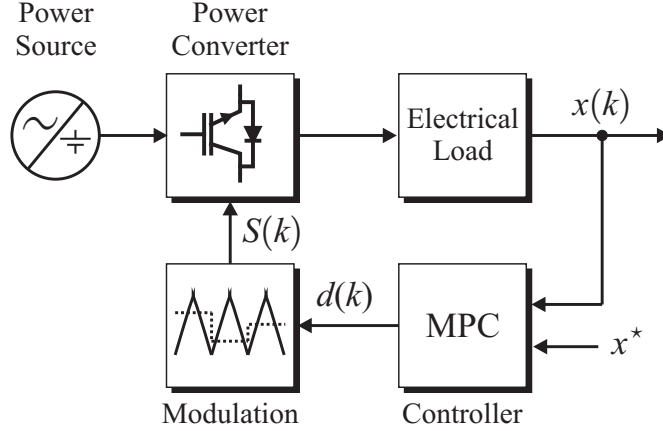 Power
Source
Power
Converter
Electrical
Load
x(k)
S(k)
d(k)
MPC
x*
Modulation
Controller